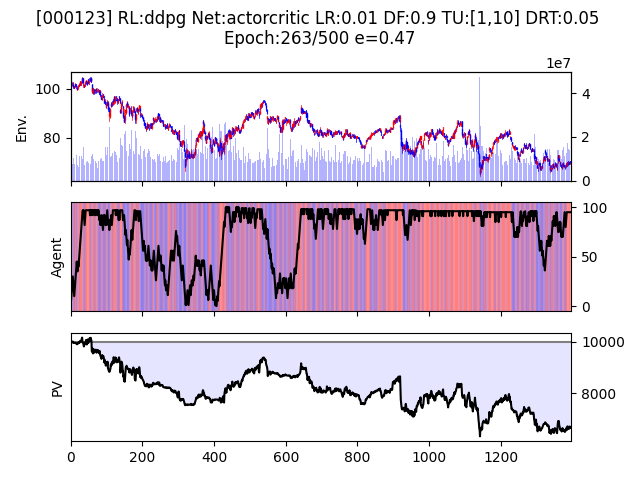 [000123] RL:ddpg Net:actorcritic LR:0.01 DF:0.9 TU:[1,10] DRT:0.05
Epoch:263/500 e=0.47
1e7
100
80
Env.
4
2
0
Agent
100
50
0
PV
10000
8000
0 200 400 600 800 1000 1200